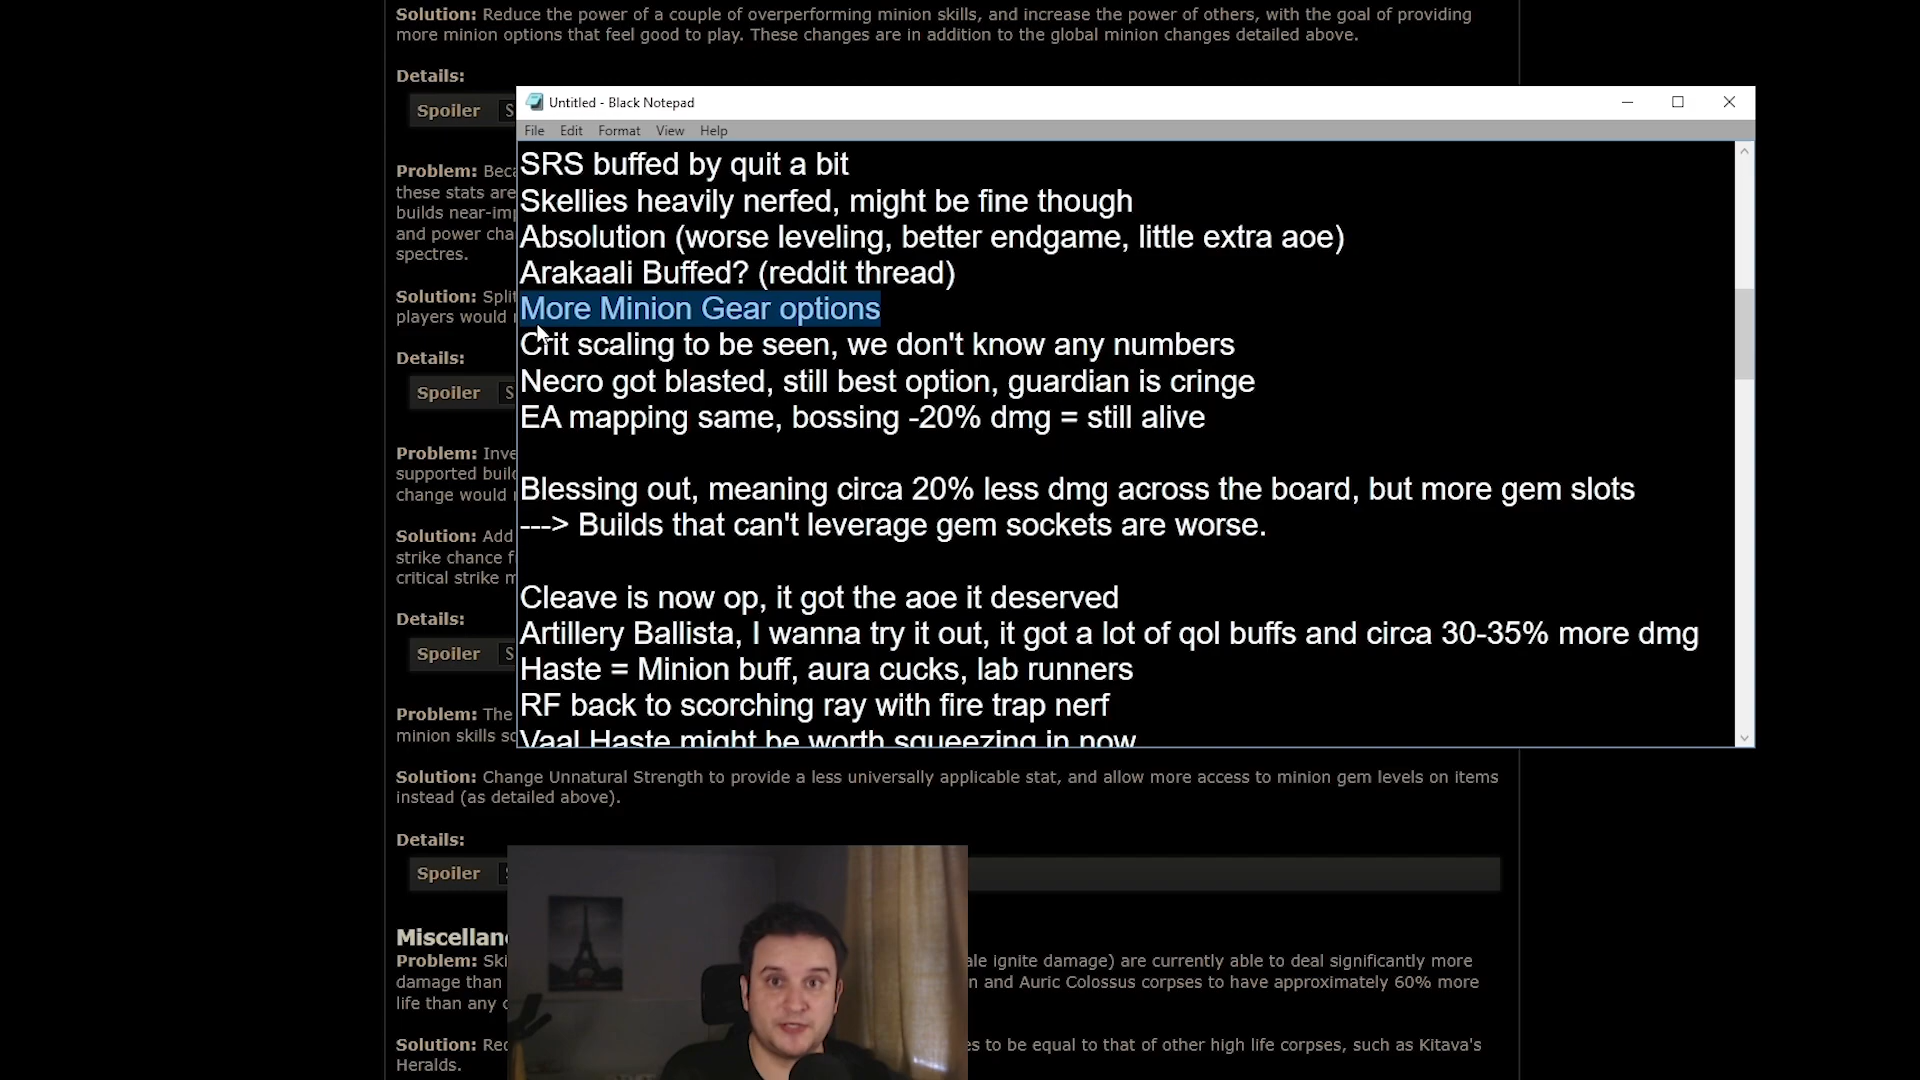 Solution: Reduce the power of a couple of overperforming minion skills, and increase the power of others, with the goal of providing
more minion options that feel good to play. These changes are in addition to the global minion changes detailed above.
Details:
Spoiler
Untitled - Black Notepad
File Edit Format View Help
SRS buffed by quit a bit
Skellies heavily nerfed, might be fine though
Absolution (worse leveling, better endgame, little extra aoe)
Arakaali Buffed? (reddit thread)
More Minion Gear options
Crit scaling to be seen, we don't know any numbers
Necro got blasted, still best option, guardian is cringe
EA mapping same, bossing -20% dmg = still alive
Blessing out, meaning circa 20% less dmg across the board, but more gem slots
---> Builds that can't leverage gem sockets are worse.
Cleave is now op, it got the aoe it deserved
Artillery Ballista, I wanna try it out, it got a lot of qol buffs and circa 30-35% more dmg
Haste = Minion buff, aura cucks, lab runners
RF back to scorching ray with fire trap nerf
Vaal Haste might be worth squeezing in now
Problem:
these stats are
builds
and power
spectres.
Solution:
players would
Details:
Spoiler
Problem:
supported
change would
Solution: Add
strike chance
critical strike
Details:
Spoiler
Problem: The
minion skills
Solution: Change Unnatural Strength to provide a less universally applicable stat, and allow more access to minion gem levels on items
instead (as detailed above).
Details:
Spoiler
Problem: ale ignite damage) are currently able to deal significantly more
damage than n and Auric Colossus corpses to have approximately 60% more
life than any
Solution: es to be equal to that of other high life corpses, such as Kitava's
Heralds.